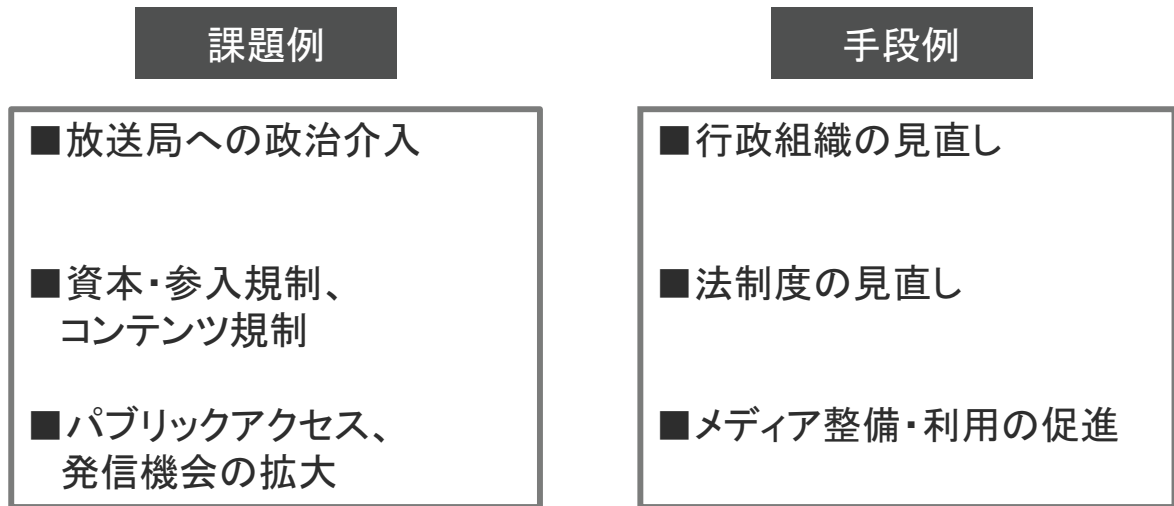 課題例
■放送局への政治介入
■資本・参入規制、
コンテンツ規制
■パブリックアクセス、
発信機会の拡大
手段例
■行政組織の見直し
■法制度の見直し
■メディア整備・利用の促進